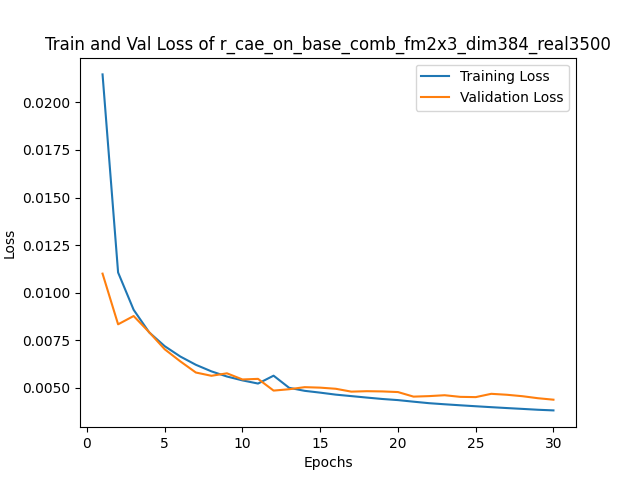 Train and Val Loss of r_cae_on_base_comb_fm2x3_dim384_real3500
Training Loss
Validation Loss
Loss
0.0200
0.0175
0.0150
0.0125
0.0100
0.0075
0.0050
0 5 10 15 20 25 30
Epochs